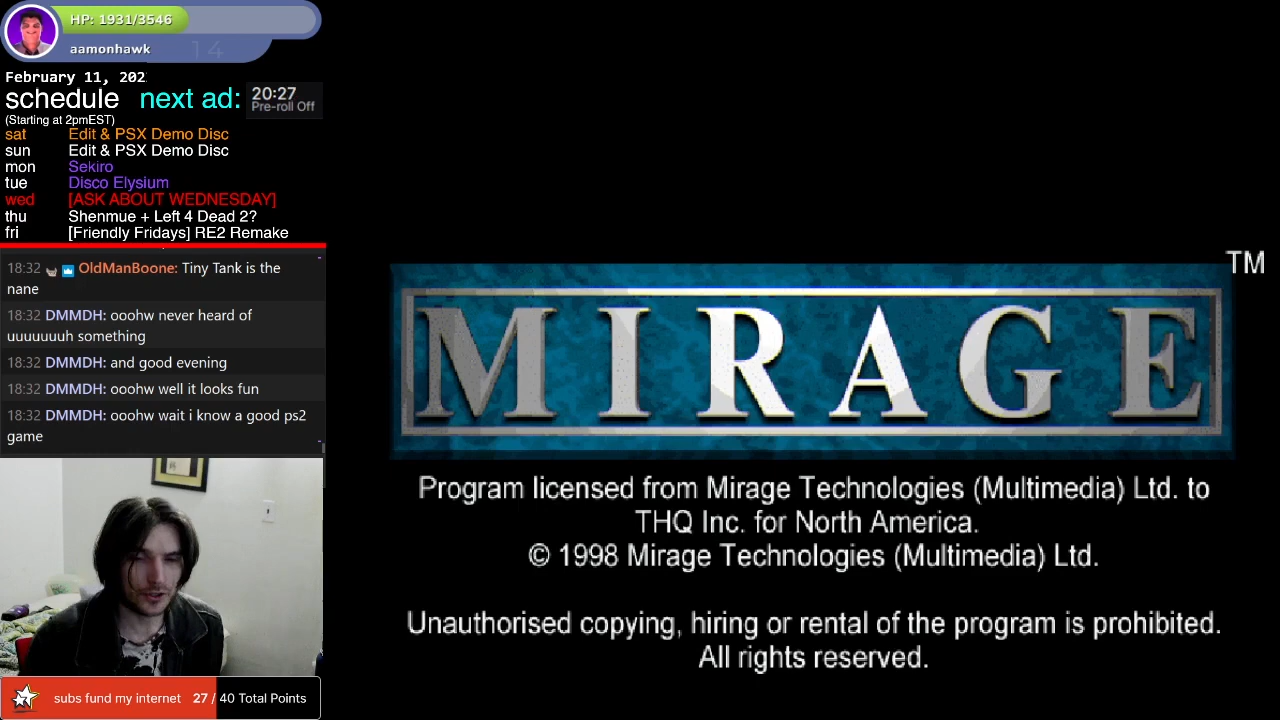 HP: 1931/3546
aamonhawk
14
February 11, 202
schedule next ad: 20:27
Pre-roll Off
(Starting at 2pmEST)
sat Edit & PSX Demo Disc
sun Edit & PSX Demo Disc
mon Sekiro
tue Disco Elysium
wed [ASK ABOUT WEDNESDAY]
thu Shenmue + Left 4 Dead 2?
fri [Friendly Fridays] RE2 Remake
18:32 OldManBoone: Tiny Tank is the
nane
18:32 DMMDH: ooohw never heard of
uuuuuuuh something
18:32 DMMDH: and good evening
18:32 DMMDH: ooohw well it looks fun
18:32 DMMDH: ooohw wait i know a good ps2
game
subs fund my internet 27 / 40 Total Points
TM
MIRAGE
Program licensed from Mirage Technologies (Multimedia) Ltd. to
THQ Inc. for North America.
© 1998 Mirage Technologies (Multimedia) Ltd.
Unauthorised copying, hiring or rental of the program is prohibited.
All rights reserved.